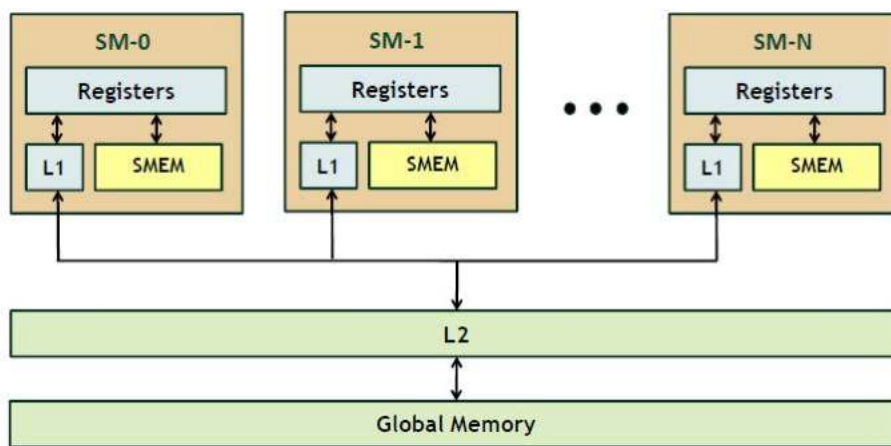 SM-0
SM-1
SM-N
Registers
Registers
Registers
L1
SMEM
L1
SMEM
L1
SMEM
L2
Global Memory